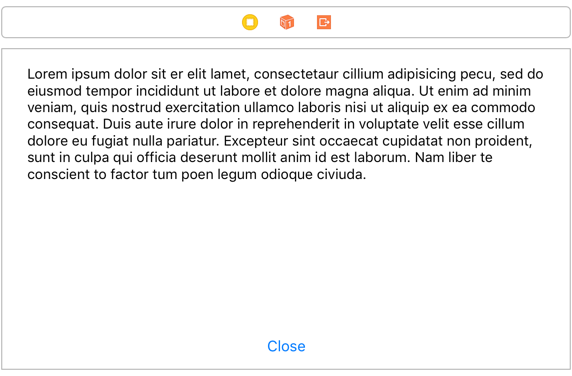 Lorem ipsum dolor sit er elit lamet, consectetaur cillium adipisicing pecu, sed do
eiusmod tempor incididunt ut labore et dolore magna aliqua. Ut enim ad minim
veniam, quis nostrud exercitation ullamco laboris nisi ut aliquip ex ea commodo
consequat. Duis aute irure dolor in reprehenderit in voluptate velit esse cillum
dolore eu fugiat nulla pariatur. Excepteur sint occaecat cupidatat non proident,
sunt in culpa qui officia deserunt mollit anim id est laborum. Nam liber te
conscient to factor tum poen legum odioque civiuda.
Close